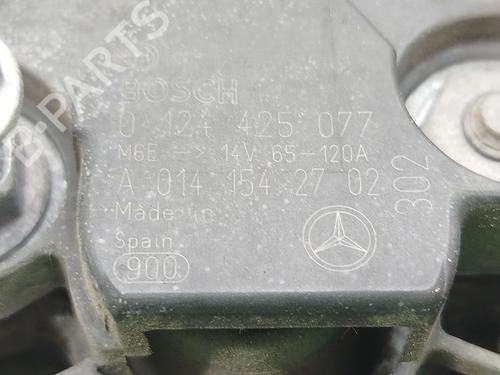 BOSCH
0 124 425 077
M6E –> 14V 65-120A
A 014 154 27 02
Made in
Spain
900
302
B-PARTS